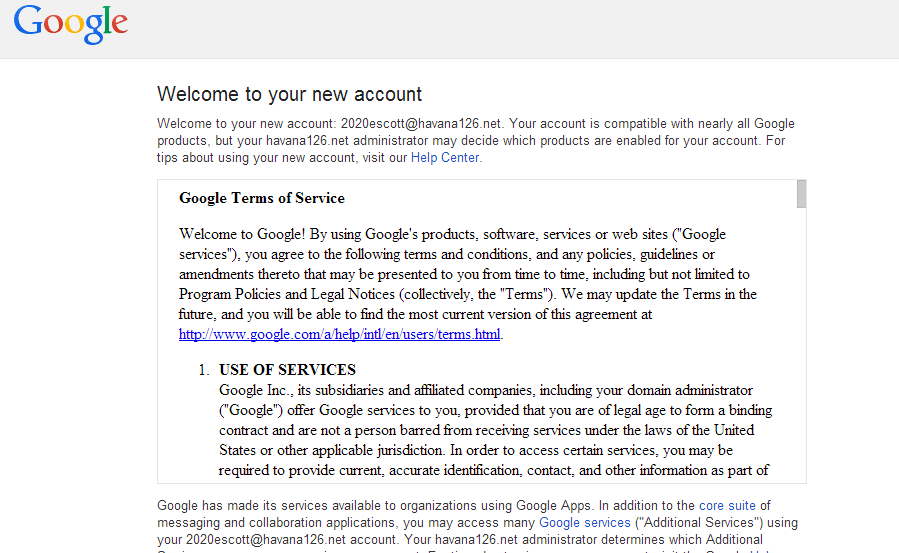 Google
Welcome to your new account
Welcome to your new account: 2020escott@havana126.net. Your account is compatible with nearly all Google
products, but your havana126.net administrator may decide which products are enabled for your account. For
tips about using your new account, visit our Help Center.
Google Terms of Service
Welcome to Google! By using Google's products, software, services or web sites ("Google
services"), you agree to the following terms and conditions, and any policies, guidelines or
amendments thereto that may be presented to you from time to time, including but not limited to
Program Policies and Legal Notices (collectively, the "Terms"). We may update the Terms in the
future, and you will be able to find the most current version of this agreement at
http://www.google.com/a/help/intl/en/users/terms.html.
1. USE OF SERVICES
Google Inc., its subsidiaries and affiliated companies, including your domain administrator
("Google") offer Google services to you, provided that you are of legal age to form a binding
contract and are not a person barred from receiving services under the laws of the United
States or other applicable jurisdiction. In order to access certain services, you may be
required to provide current, accurate identification, contact, and other information as part of
Google has made its services available to organizations using Google Apps. In addition to the core suite of
messaging and collaboration applications, you may access many Google services ("Additional Services") using
your 2020escott@havana126.net account. Your havana126.net administrator determines which Additional